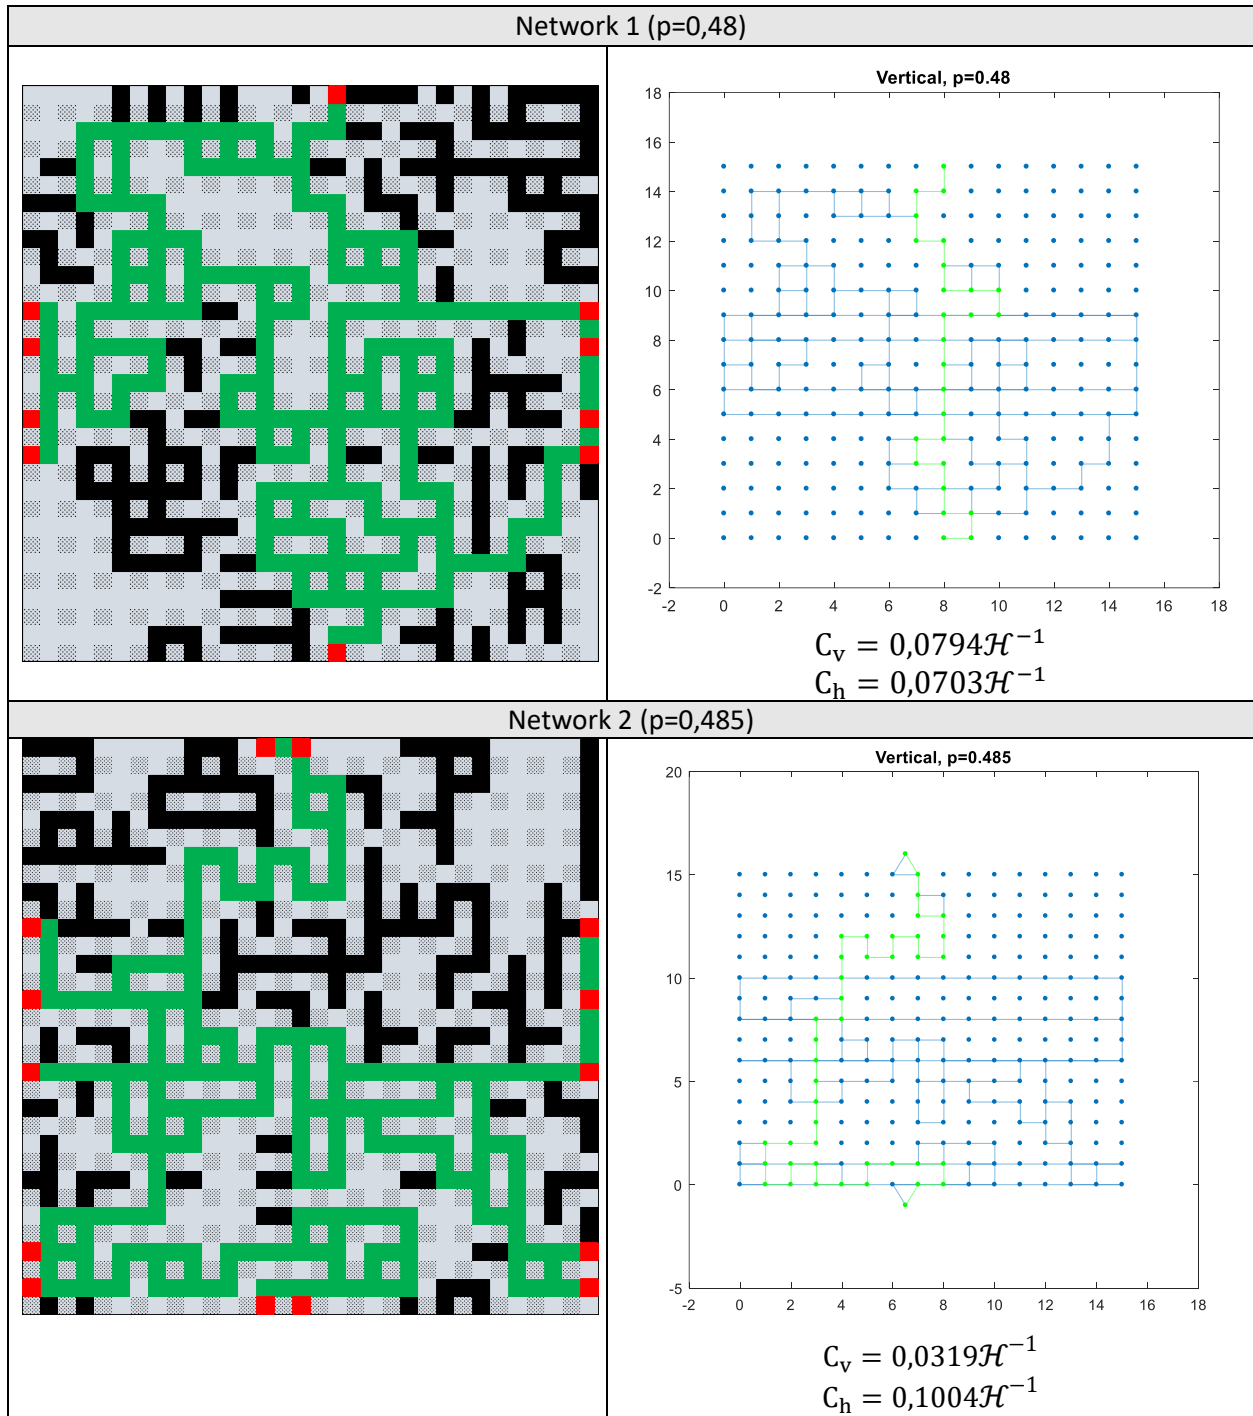 Network 1 (p=0,48)
Vertical, p=0.48
18
16
14
12
10
8
6
4
2
0
-2
-2 0 2 4 6 8 10 12 14 16 18
C_v = 0,0794ℋ⁻¹
C_h = 0,0703ℋ⁻¹
Network 2 (p=0,485)
Vertical, p=0.485
20
15
10
5
0
-5
-2 0 2 4 6 8 10 12 14 16 18
C_v = 0,0319ℋ⁻¹
C_h = 0,1004ℋ⁻¹